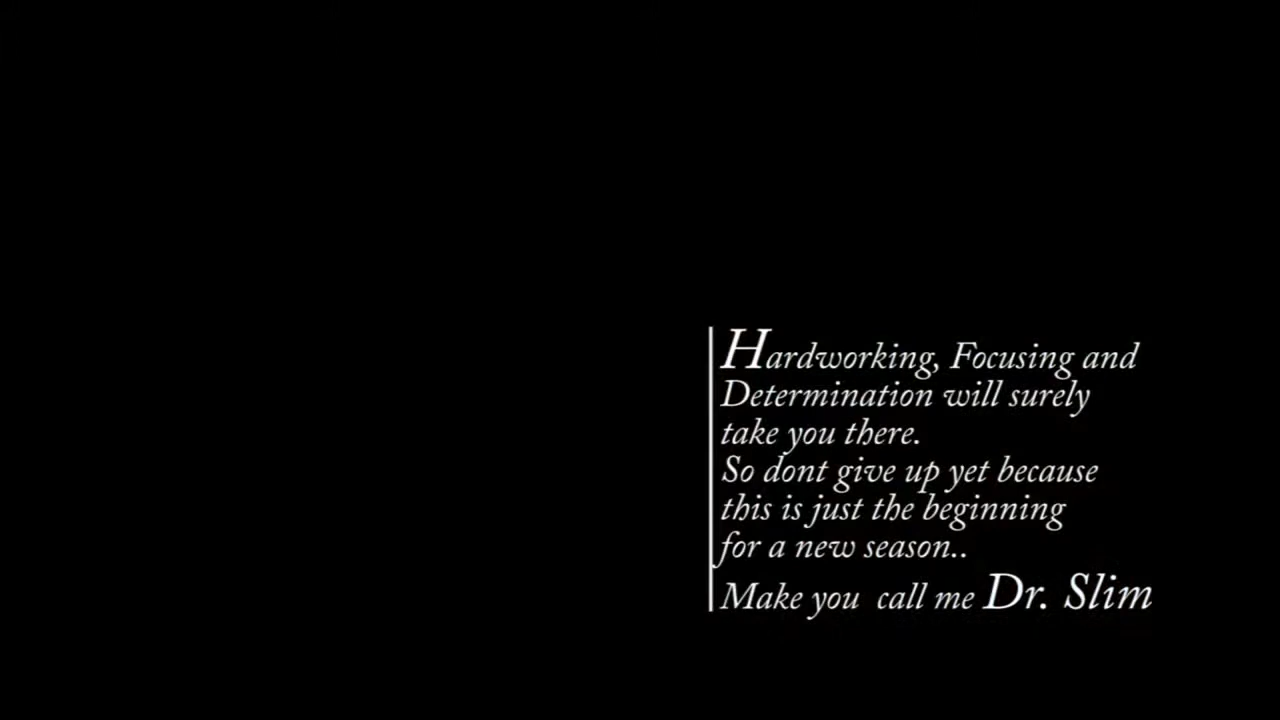 Hardworking, Focusing and
Determination will surely
take you there.
So dont give up yet because
this is just the beginning
for a new season..
Make you call me Dr. Slim